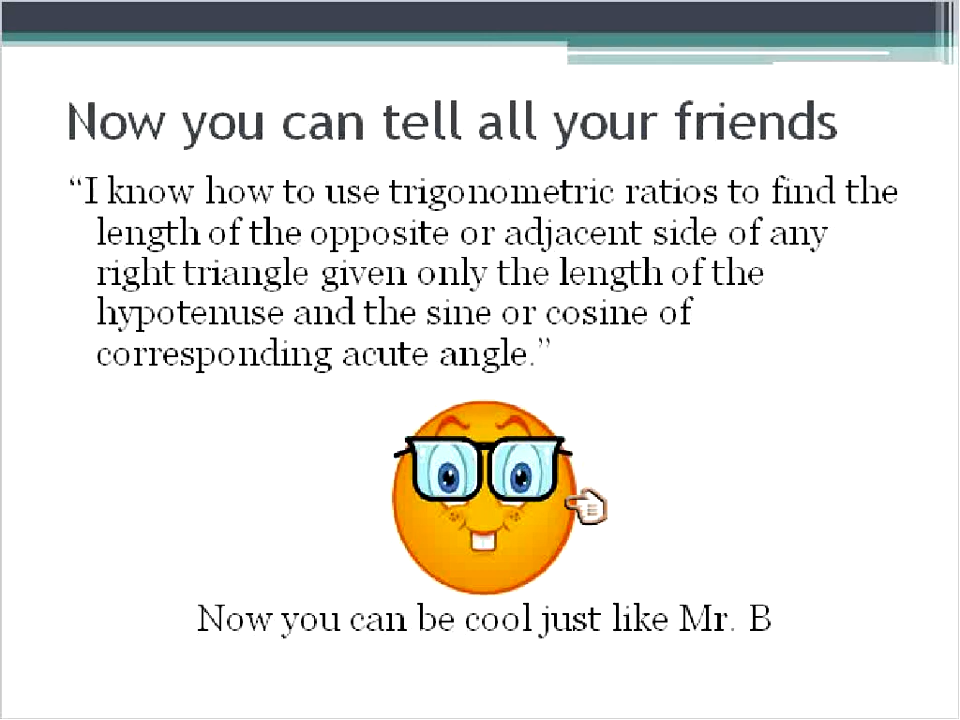 Now you can tell all your friends
“I know how to use trigonometric ratios to find the
length of the opposite or adjacent side of any
right triangle given only the length of the
hypotenuse and the sine or cosine of
corresponding acute angle.”
Now you can be cool just like Mr. B